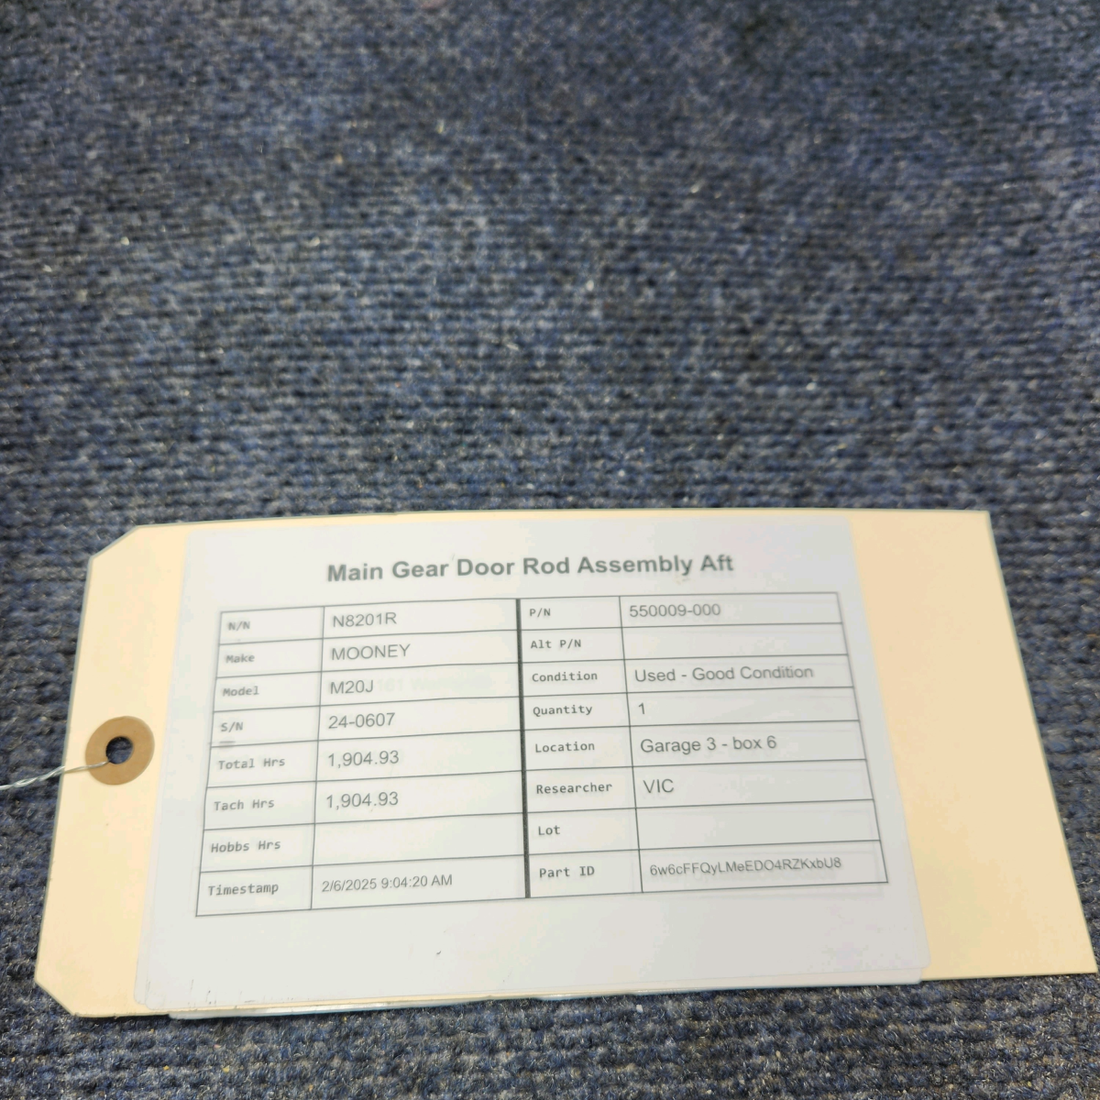 Main Gear Door Rod Assembly Aft
N/N N8201R
Make MOONEY
Model M20J
S/N 24-0607
Total Hrs 1,904.93
Tach Hrs 1,904.93
Hobbs Hrs
Timestamp 2/6/2025 9:04:20 AM
P/N 550009-000
Alt P/N
Condition Used - Good Condition
Quantity 1
Location Garage 3 - box 6
Researcher VIC
Lot
Part ID 6w6cFFQyLMeEDO4RZKxbU8